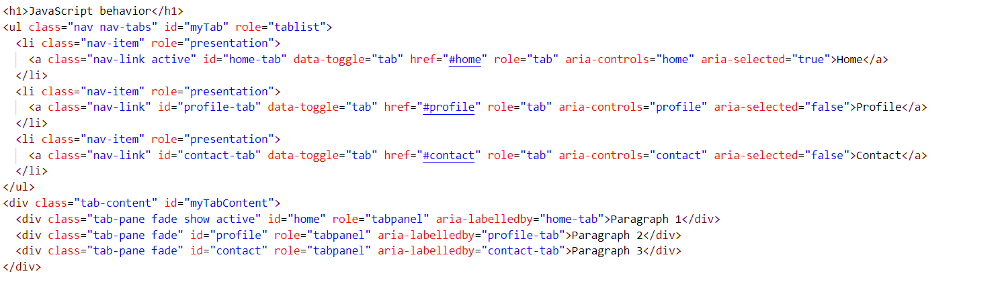 <h1>JavaScript behavior</h1>
<ul class="nav nav-tabs" id="myTab" role="tablist">
  <li class="nav-item" role="presentation">
    <a class="nav-link active" id="home-tab" data-toggle="tab" href="#home" role="tab" aria-controls="home" aria-selected="true">Home</a>
  </li>
  <li class="nav-item" role="presentation">
    <a class="nav-link" id="profile-tab" data-toggle="tab" href="#profile" role="tab" aria-controls="profile" aria-selected="false">Profile</a>
  </li>
  <li class="nav-item" role="presentation">
    <a class="nav-link" id="contact-tab" data-toggle="tab" href="#contact" role="tab" aria-controls="contact" aria-selected="false">Contact</a>
  </li>
</ul>
<div class="tab-content" id="myTabContent">
  <div class="tab-pane fade show active" id="home" role="tabpanel" aria-labelledby="home-tab">Paragraph 1</div>
  <div class="tab-pane fade" id="profile" role="tabpanel" aria-labelledby="profile-tab">Paragraph 2</div>
  <div class="tab-pane fade" id="contact" role="tabpanel" aria-labelledby="contact-tab">Paragraph 3</div>
</div>